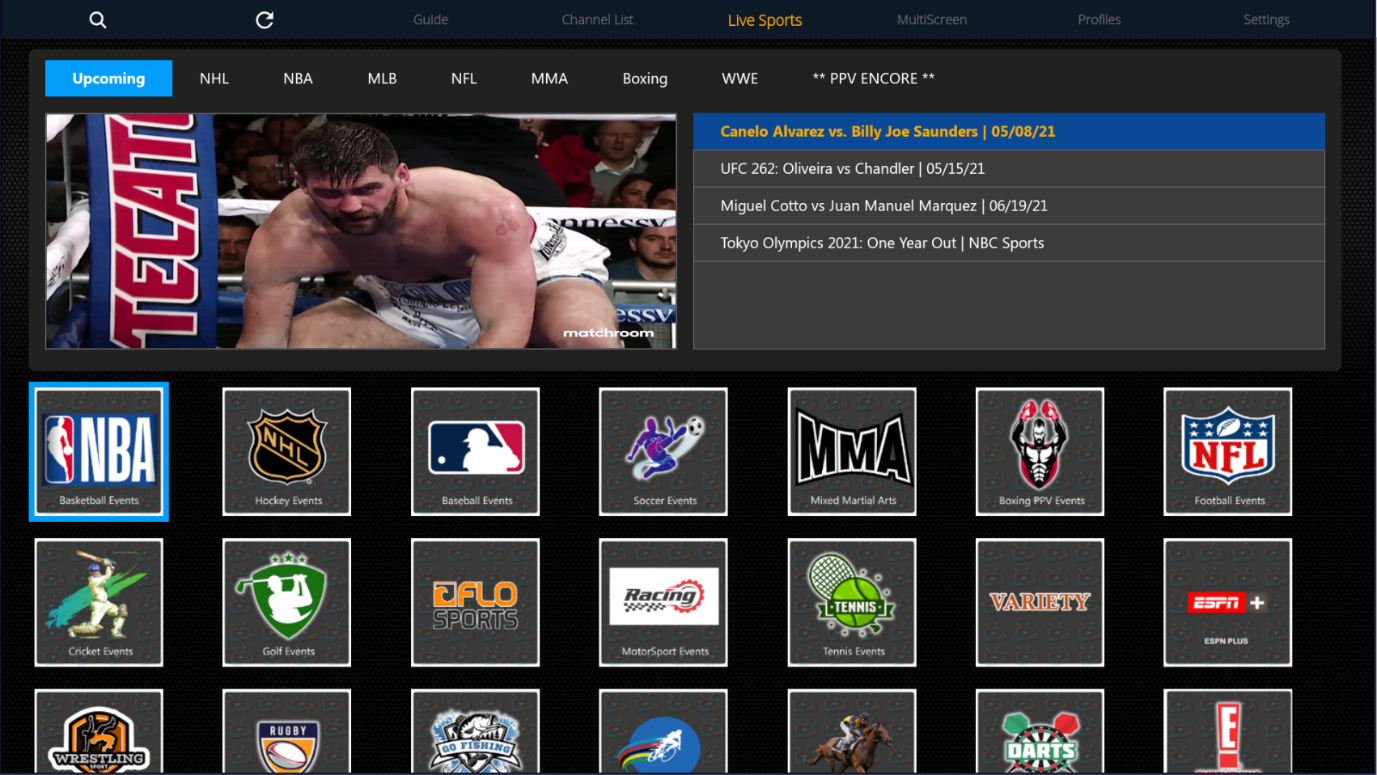 Guide Channel List Live Sports MultiScreen Profiles Settings
Upcoming NHL NBA MLB NFL MMA Boxing WWE ** PPV ENCORE **
TECATE
matchroom
Canelo Alvarez vs. Billy Joe Saunders | 05/08/21
UFC 262: Oliveira vs Chandler | 05/15/21
Miguel Cotto vs Juan Manuel Marquez | 06/19/21
Tokyo Olympics 2021: One Year Out | NBC Sports
NBA NHL MMA NFL
Basketball Events Hockey Events Baseball Events Soccer Events Mixed Martial Arts Boxing PPV Events Football Events
FLO SPORTS Racing TENNIS VARIETY ESPN +
Cricket Events Golf Events MotorSport Events Tennis Events ESPN PLUS
WRESTLING RUGBY GO FISHING DARTS E
SPORT